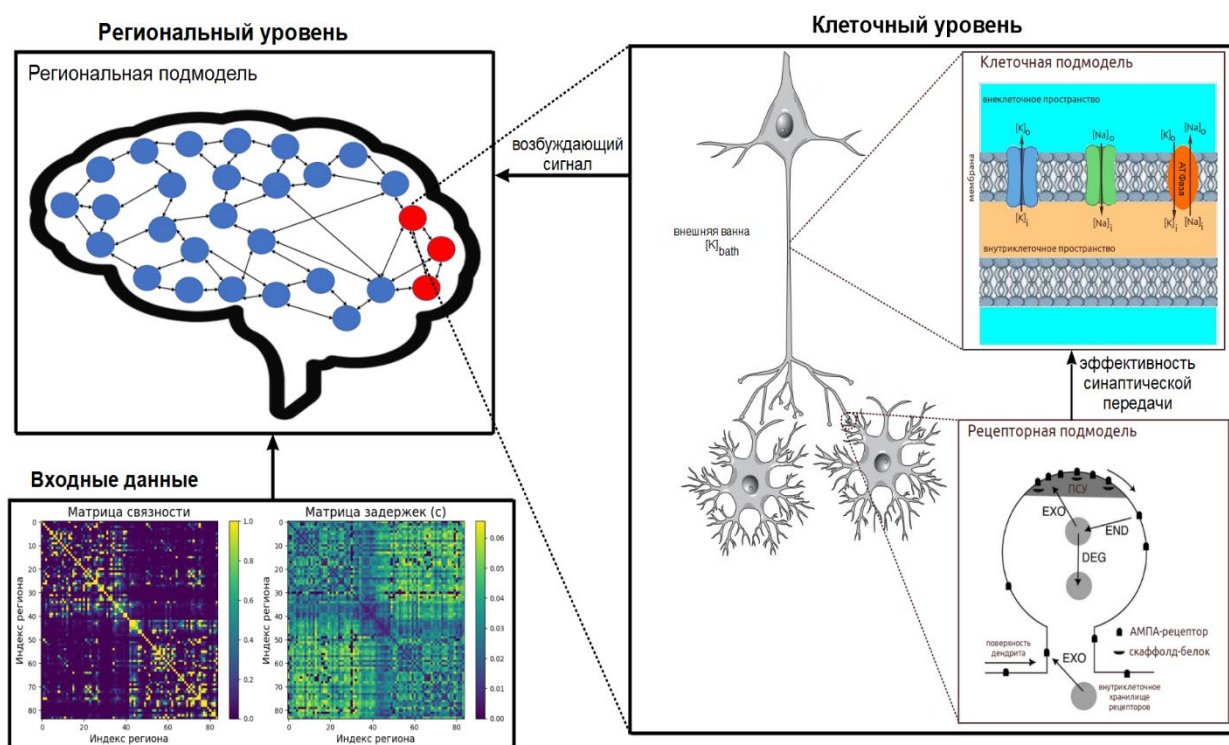 Региональный уровень
Региональная подмодель
возбуждающий
сигнал
Клеточный уровень
Клеточная подмодель
внеклеточное пространство
[K]o
[Na]o
[K]o
[Na]o
мембрана
АТФаза
[K]i
[Na]i
[K]i
[Na]i
внутриклеточное пространство
внешняя ванна
[K]bath
эффективность
синаптической
передачи
Рецепторная подмодель
ПСУ
EXO
END
DEG
АМПА-рецептор
скаффолд-белок
поверхность
дендрита
EXO
внутриклеточное
хранилище
рецепторов
Входные данные
Матрица связности
Индекс региона
0
10
20
30
40
50
60
70
80
0
20
40
60
80
Индекс региона
1.0
0.8
0.6
0.4
0.2
0.0
Матрица задержек (с)
Индекс региона
0
10
20
30
40
50
60
70
80
0
20
40
60
80
Индекс региона
0.06
0.05
0.04
0.03
0.02
0.01
0.00